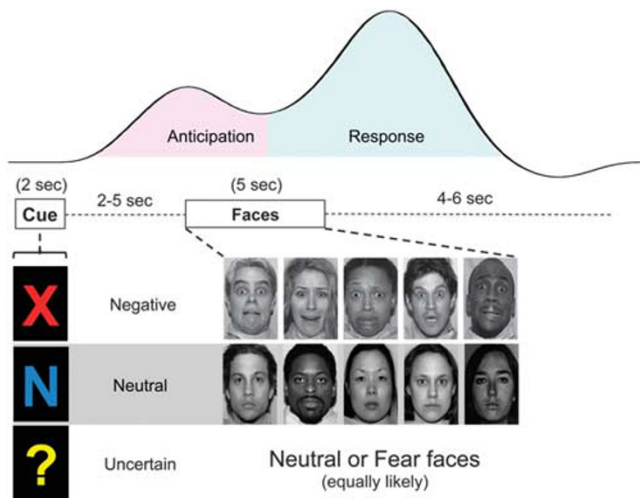 Anticipation Response
(2 sec) 2-5 sec (5 sec) 4-6 sec
Cue Faces
X Negative
N Neutral
? Uncertain Neutral or Fear faces
(equally likely)